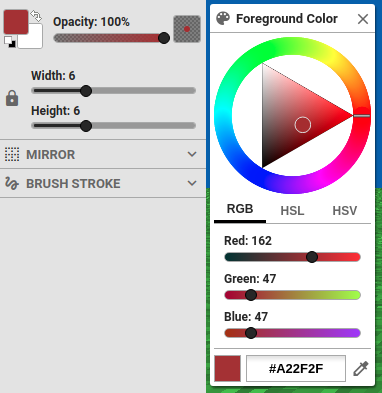 Opacity: 100%
Width: 6
Height: 6
MIRROR
BRUSH STROKE
Foreground Color
RGB HSL HSV
Red: 162
Green: 47
Blue: 47
#A22F2F